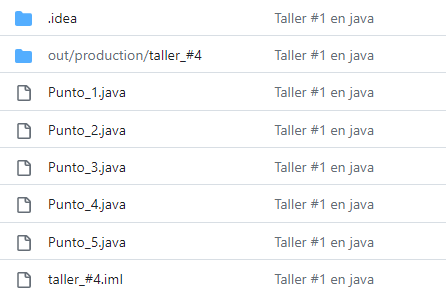 .idea Taller #1 en java
out/production/taller_#4 Taller #1 en java
Punto_1.java Taller #1 en java
Punto_2.java Taller #1 en java
Punto_3.java Taller #1 en java
Punto_4.java Taller #1 en java
Punto_5.java Taller #1 en java
taller_#4.iml Taller #1 en java